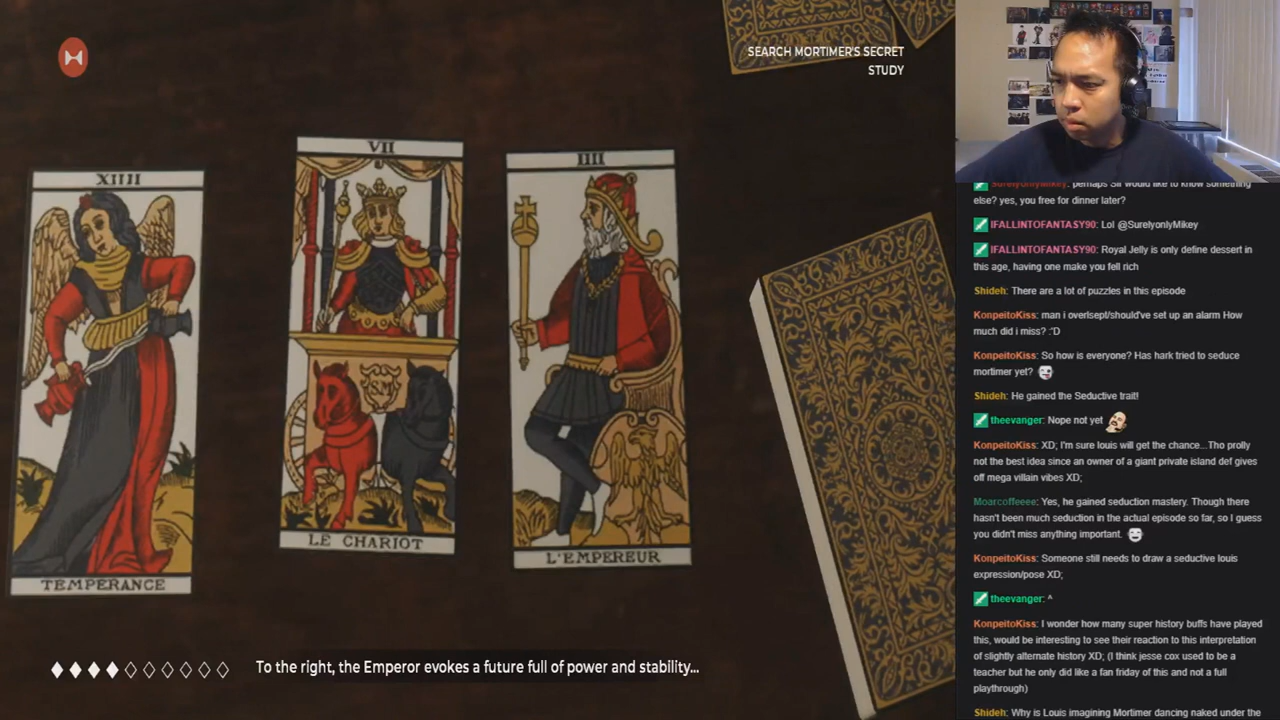 SEARCH MORTIMER'S SECRET
STUDY
XIIII
VII
IIII
TEMPERANCE
LE CHARIOT
L'EMPEREUR
To the right, the Emperor evokes a future full of power and stability...
SurelyonlyMikey: perhaps Sir would like to know something
else? yes, you free for dinner later?
IFALLINTOFANTASY90: Lol @SurelyonlyMikey
IFALLINTOFANTASY90: Royal Jelly is only define dessert in
this age, having one make you fell rich
Shideh: There are a lot of puzzles in this episode
KonpeitoKiss: man i overlsept/should've set up an alarm How
much did i miss? :'D
KonpeitoKiss: So how is everyone? Has hark tried to seduce
mortimer yet?
Shideh: He gained the Seductive trait!
theevanger: Nope not yet
KonpeitoKiss: XD; I'm sure louis will get the chance...Tho prolly
not the best idea since an owner of a giant private island def gives
off mega villain vibes XD;
Moarcoffeeee: Yes, he gained seduction mastery. Though there
hasn't been much seduction in the actual episode so far, so I guess
you didn't miss anything important.
KonpeitoKiss: Someone still needs to draw a seductive louis
expression/pose XD;
theevanger: ^
KonpeitoKiss: I wonder how many super history buffs have played
this, would be interesting to see their reaction to this interpretation
of slightly alternate history XD; (I think jesse cox used to be a
teacher but he only did like a fan friday of this and not a full
playthrough)
Shideh: Why is Louis imagining Mortimer dancing naked under the